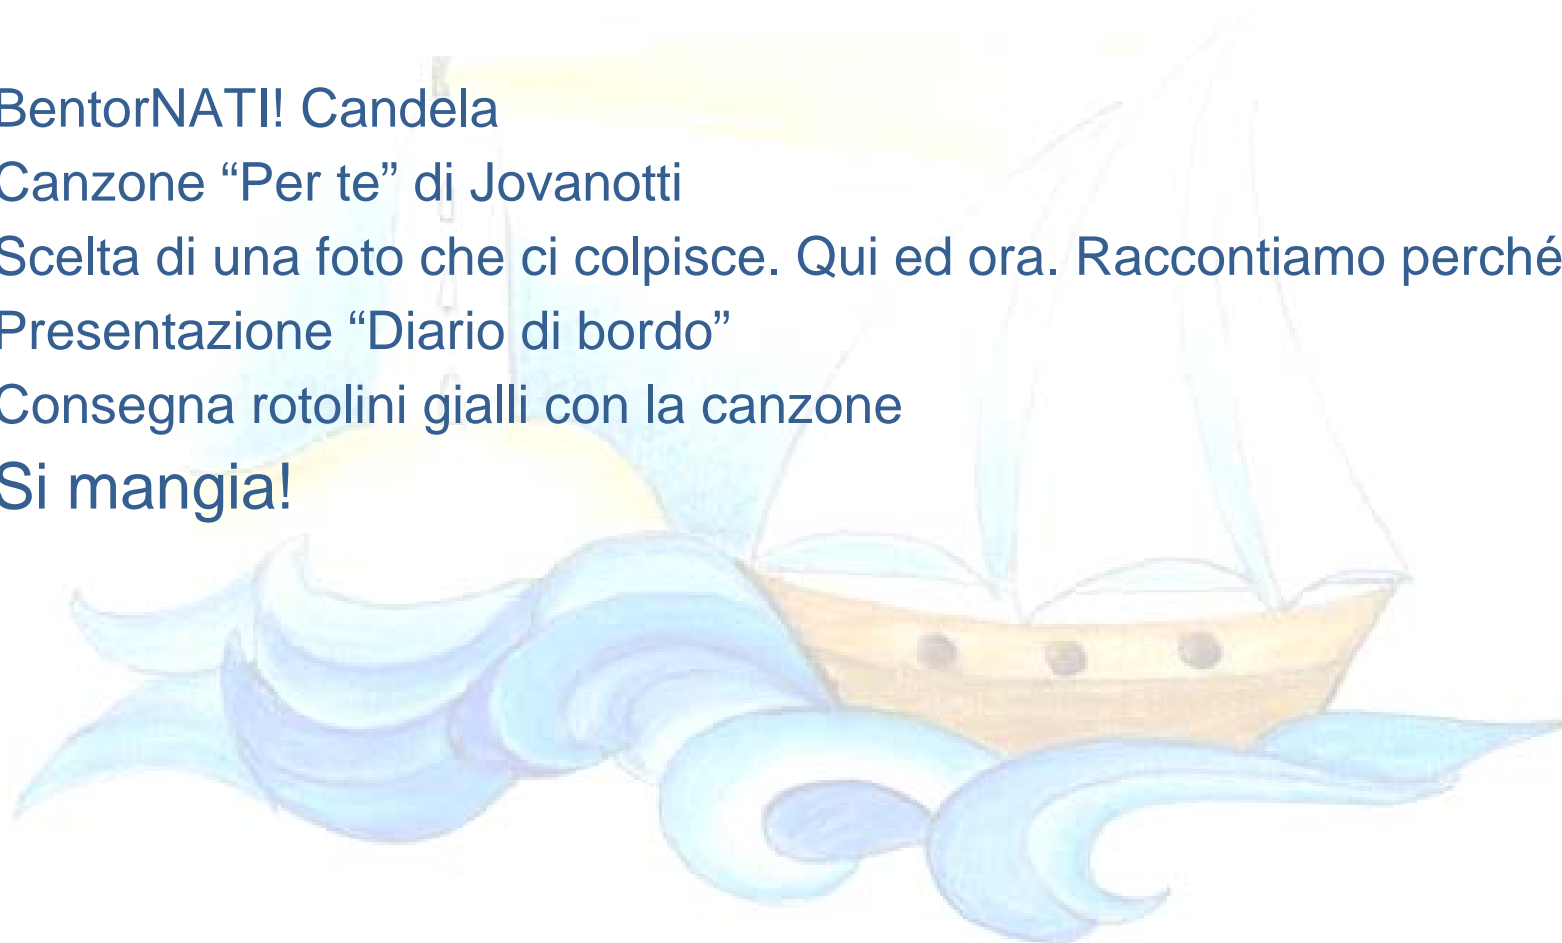 BentorNATI! Candela
Canzone “Per te” di Jovanotti
Scelta di una foto che ci colpisce. Qui ed ora. Raccontiamo perché
Presentazione “Diario di bordo”
Consegna rotolini gialli con la canzone
Si mangia!